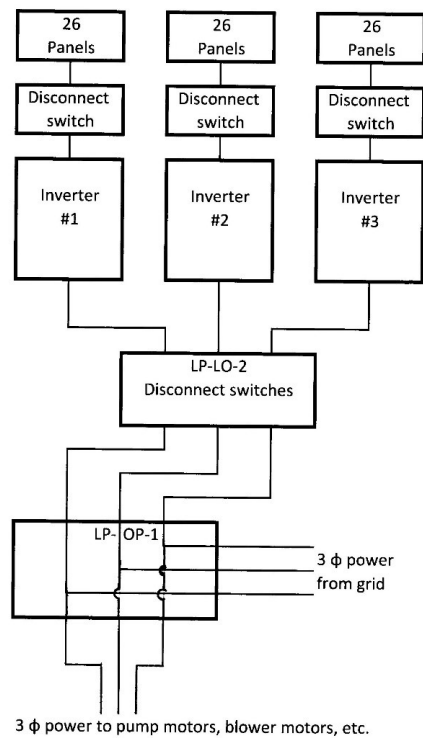 26
Panels
26
Panels
26
Panels
Disconnect
switch
Disconnect
switch
Disconnect
switch
Inverter
#1
Inverter
#2
Inverter
#3
LP-LO-2
Disconnect switches
LP- OP-1
3 ϕ power
from grid
3 ϕ power to pump motors, blower motors, etc.